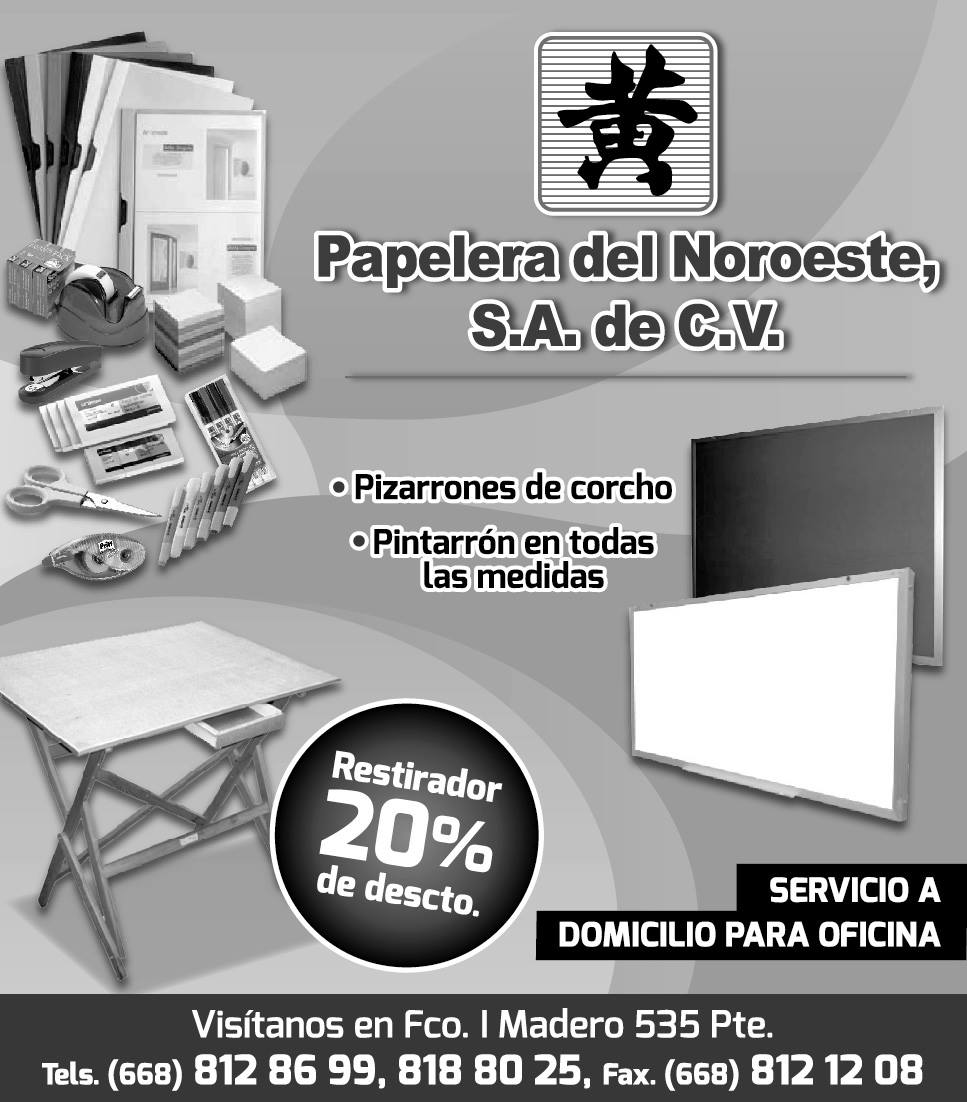 黄
Papelera del Noroeste,
S.A. de C.V.
• Pizarrones de corcho
• Pintarrón en todas
las medidas
Restirador
20%
de descto.
SERVICIO A
DOMICILIO PARA OFICINA
Visítanos en Fco. I Madero 535 Pte.
Tels. (668) 812 86 99, 818 80 25, Fax. (668) 812 12 08